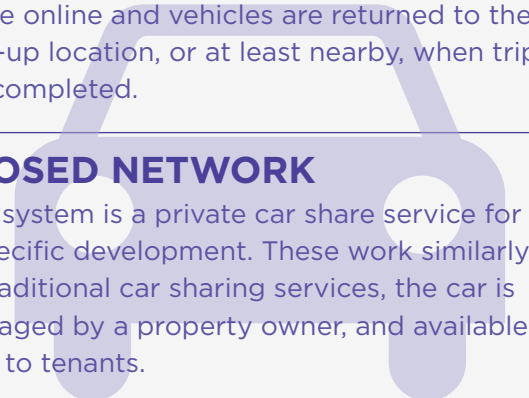 e online and vehicles are returned to the
-up location, or at least nearby, when trip
completed.
OSED NETWORK
system is a private car share service for
ecific development. These work similarly
aditional car sharing services, the car is
aged by a property owner, and available
to tenants.